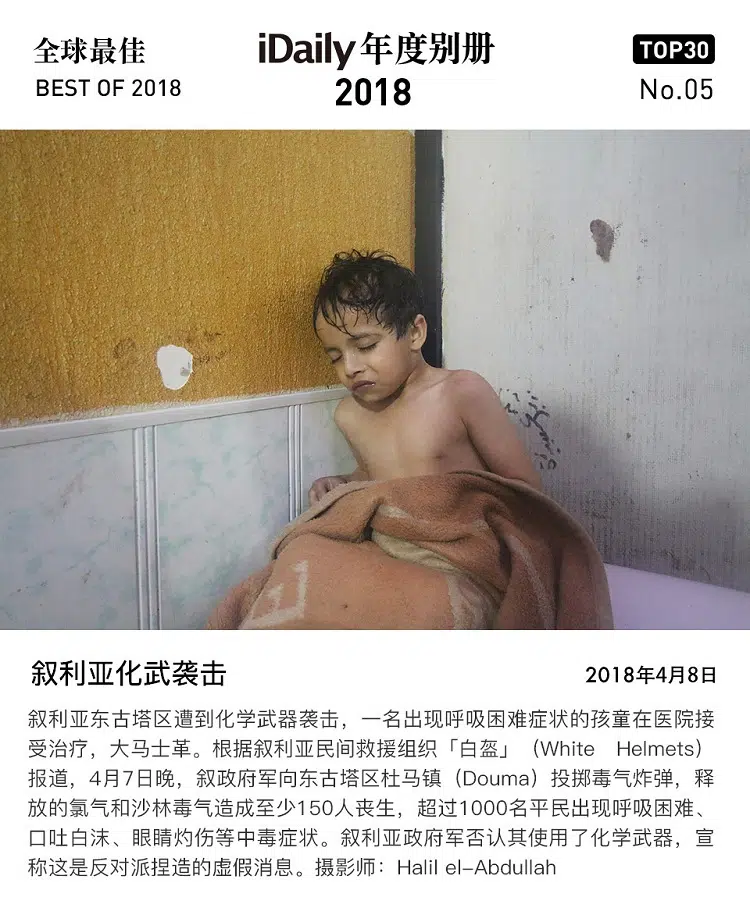 全球最佳
BEST OF 2018
iDaily 年度别册
2018
TOP30
No.05
叙利亚化武袭击
2018年4月8日
叙利亚东古塔区遭到化学武器袭击，一名出现呼吸困难症状的孩童在医院接
受治疗，大马士革。根据叙利亚民间救援组织「白盔」（White Helmets）
报道，4月7日晚，叙政府军向东古塔区杜马镇（Douma）投掷毒气炸弹，释
放的氯气和沙林毒气造成至少150人丧生，超过1000名平民出现呼吸困难、
口吐白沫、眼睛灼伤等中毒症状。叙利亚政府军否认其使用了化学武器，宣
称这是反对派捏造的虚假消息。摄影师：Halil el-Abdullah